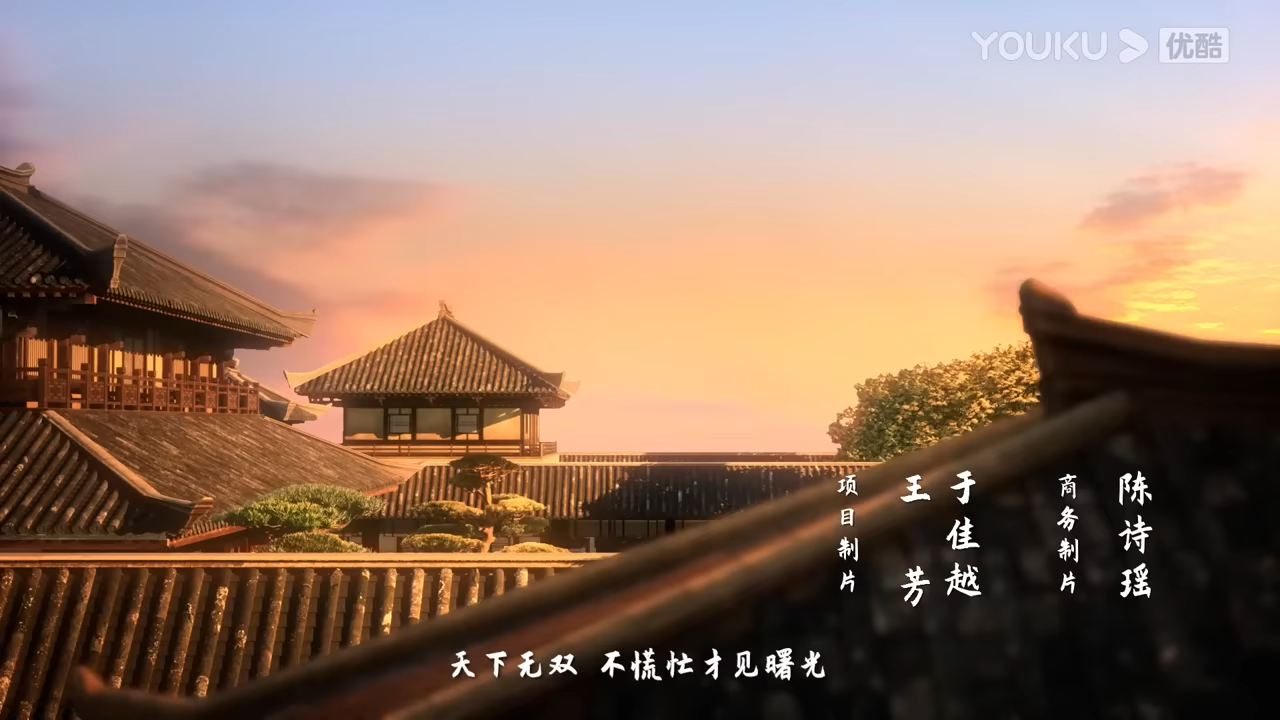 YOUKU 优酷
项目制片
王芳
于佳越
商务制片
陈诗瑶
天下无双 不慌忙才见曙光